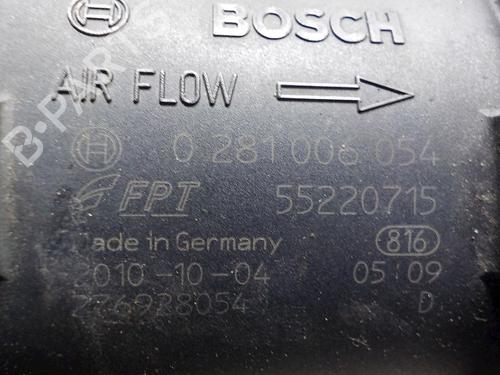 BOSCH
AIR FLOW
0 281 006 054
FPT 55220715
Made in Germany 816
2010-10-04 05:09
276928054 D
B-PARTS